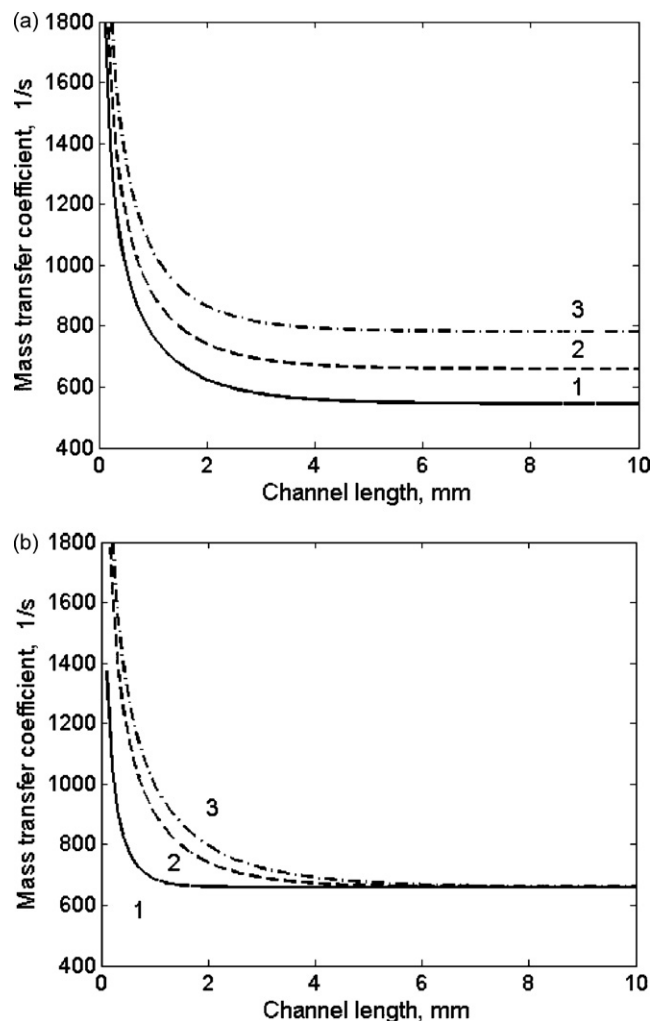 (a)
1800
1600
1400
1200
1000
800
600
400
Mass transfer coefficient, 1/s
3
2
1
0 2 4 6 8 10
Channel length, mm
(b)
1800
1600
1400
1200
1000
800
600
400
Mass transfer coefficient, 1/s
3
2
1
0 2 4 6 8 10
Channel length, mm